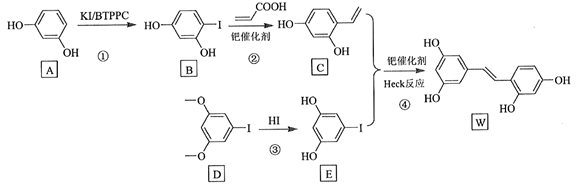 KI/BTPPC
①
HO
OH
A
HO
I
OH
B
COOH
钯催化剂
②
HO
OH
C
O
I
O
D
HI
③
HO
I
HO
E
钯催化剂
Heck反应
④
HO
HO
OH
HO
W